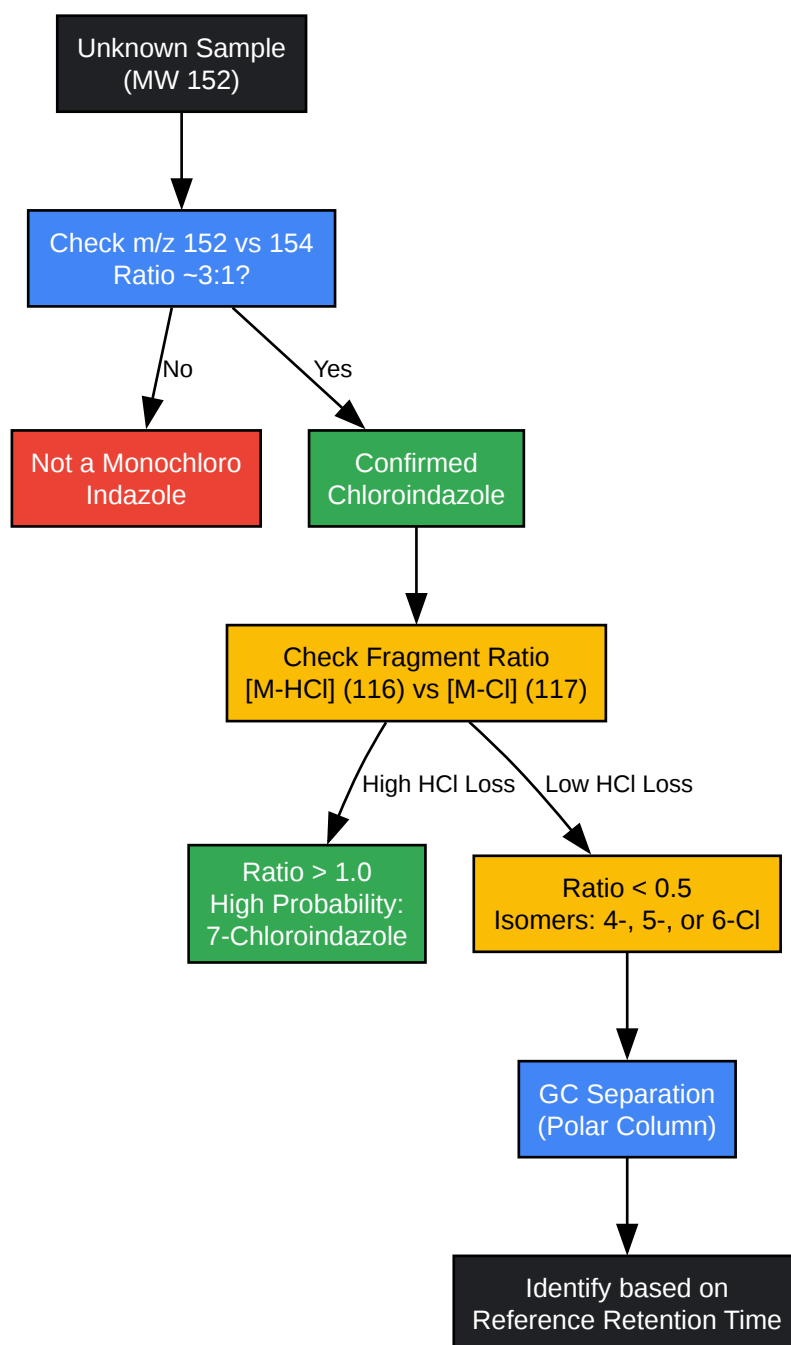 Unknown Sample
(MW 152)
Check m/z 152 vs 154
Ratio ~3:1?
No
Yes
Not a Monochloro
Indazole
Confirmed
Chloroindazole
Check Fragment Ratio
[M-HCl] (116) vs [M-Cl] (117)
High HCl Loss
Low HCl Loss
Ratio > 1.0
High Probability:
7-Chloroindazole
Ratio < 0.5
Isomers: 4-, 5-, or 6-Cl
GC Separation
(Polar Column)
Identify based on
Reference Retention Time